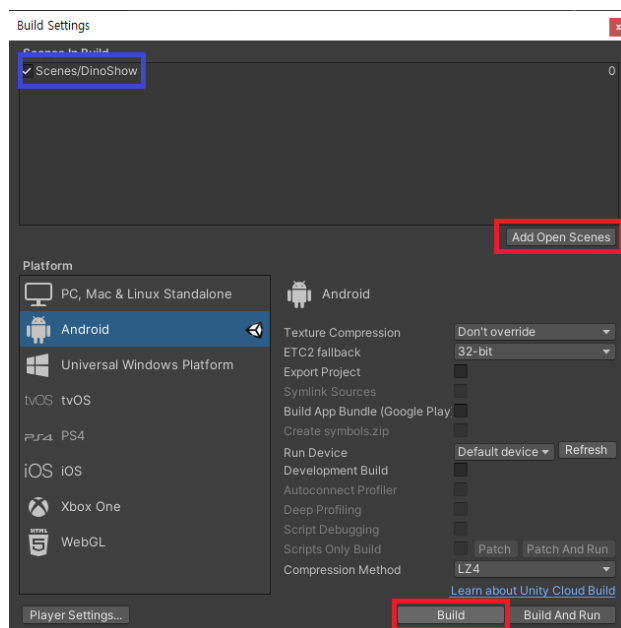 Build Settings
Scenes In Build
Scenes/DinoShow 0
Add Open Scenes
Platform
PC, Mac & Linux Standalone
Android
Universal Windows Platform
tvOS tvOS
PS4 PS4
iOS iOS
Xbox One
HTML 5 WebGL
Android
Texture Compression Don't override
ETC2 fallback 32-bit
Export Project
Symlink Sources
Build App Bundle (Google Play
Create symbols.zip
Run Device Default device Refresh
Development Build
Autoconnect Profiler
Deep Profiling
Script Debugging
Scripts Only Build Patch Patch And Run
Compression Method LZ4
Learn about Unity Cloud Build
Player Settings... Build Build And Run